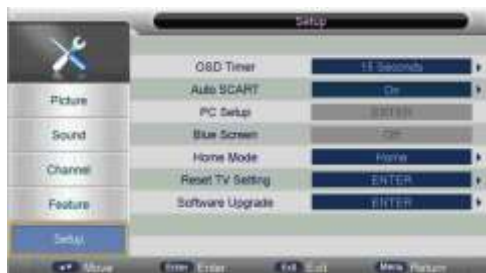 Setup
OSD Timer 15 Seconds
Auto SCART On
PC Setup ENTER
Blue Screen Off
Home Mode Home
Reset TV Setting ENTER
Software Upgrade ENTER
Picture
Sound
Channel
Feature
Setup
Move Enter Enter Exit Exit Menu Return